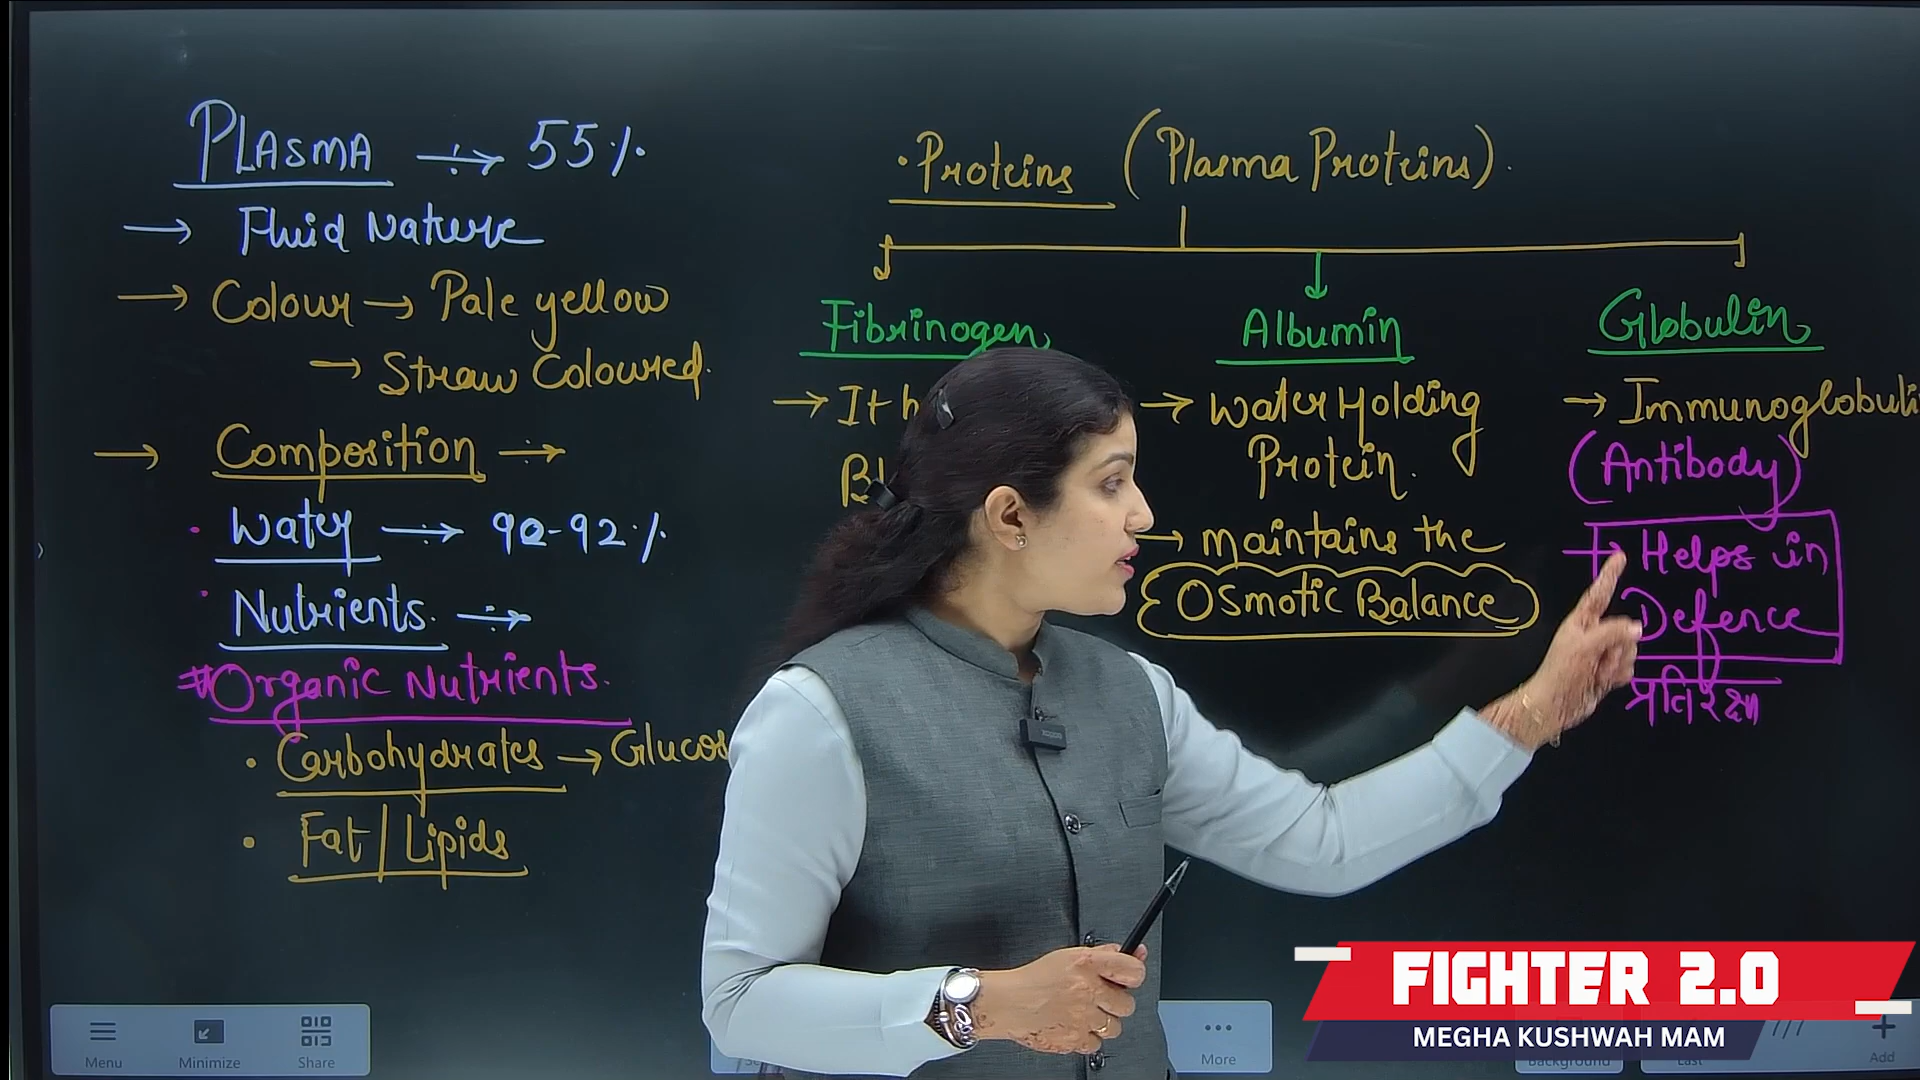 PLASMA → 55%
→ Fluid Nature
→ Colour → Pale yellow
→ Straw Coloured.
→ Composition →
• Water → 90-92%
• Nutrients. →
#Organic Nutrients.
• Carbohydrates → Glucos
• Fat / Lipids
• Proteins (Plasma Proteins).
Fibrinogen
→ It h
Bl
Albumin
→ Water Holding
Protein.
→ maintains the
Osmotic Balance
Globulin
→ Immunoglobuli
(Antibody)
→ Helps in
Defence
प्रतिरक्षा
FIGHTER 2.0
MEGHA KUSHWAH MAM
Menu
Minimize
Share
More
Background
Last
Add